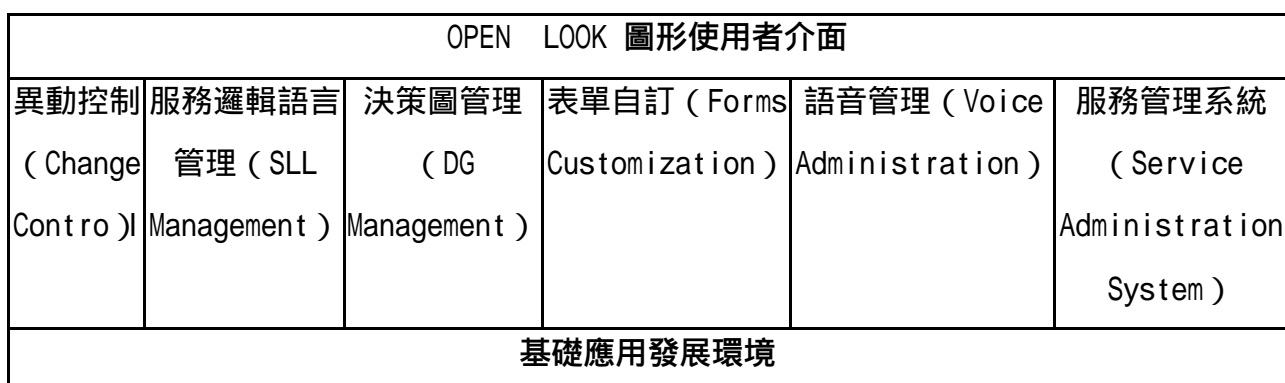 OPEN LOOK 圖形使用者介面
異動控制
（Change
Contro）l
服務邏輯語言
管理（SLL
Management）
決策圖管理
（DG
Management）
表單自訂（Forms
Customization）
語音管理（Voice
Administration）
服務管理系統
（Service
Administration
System）
基礎應用發展環境